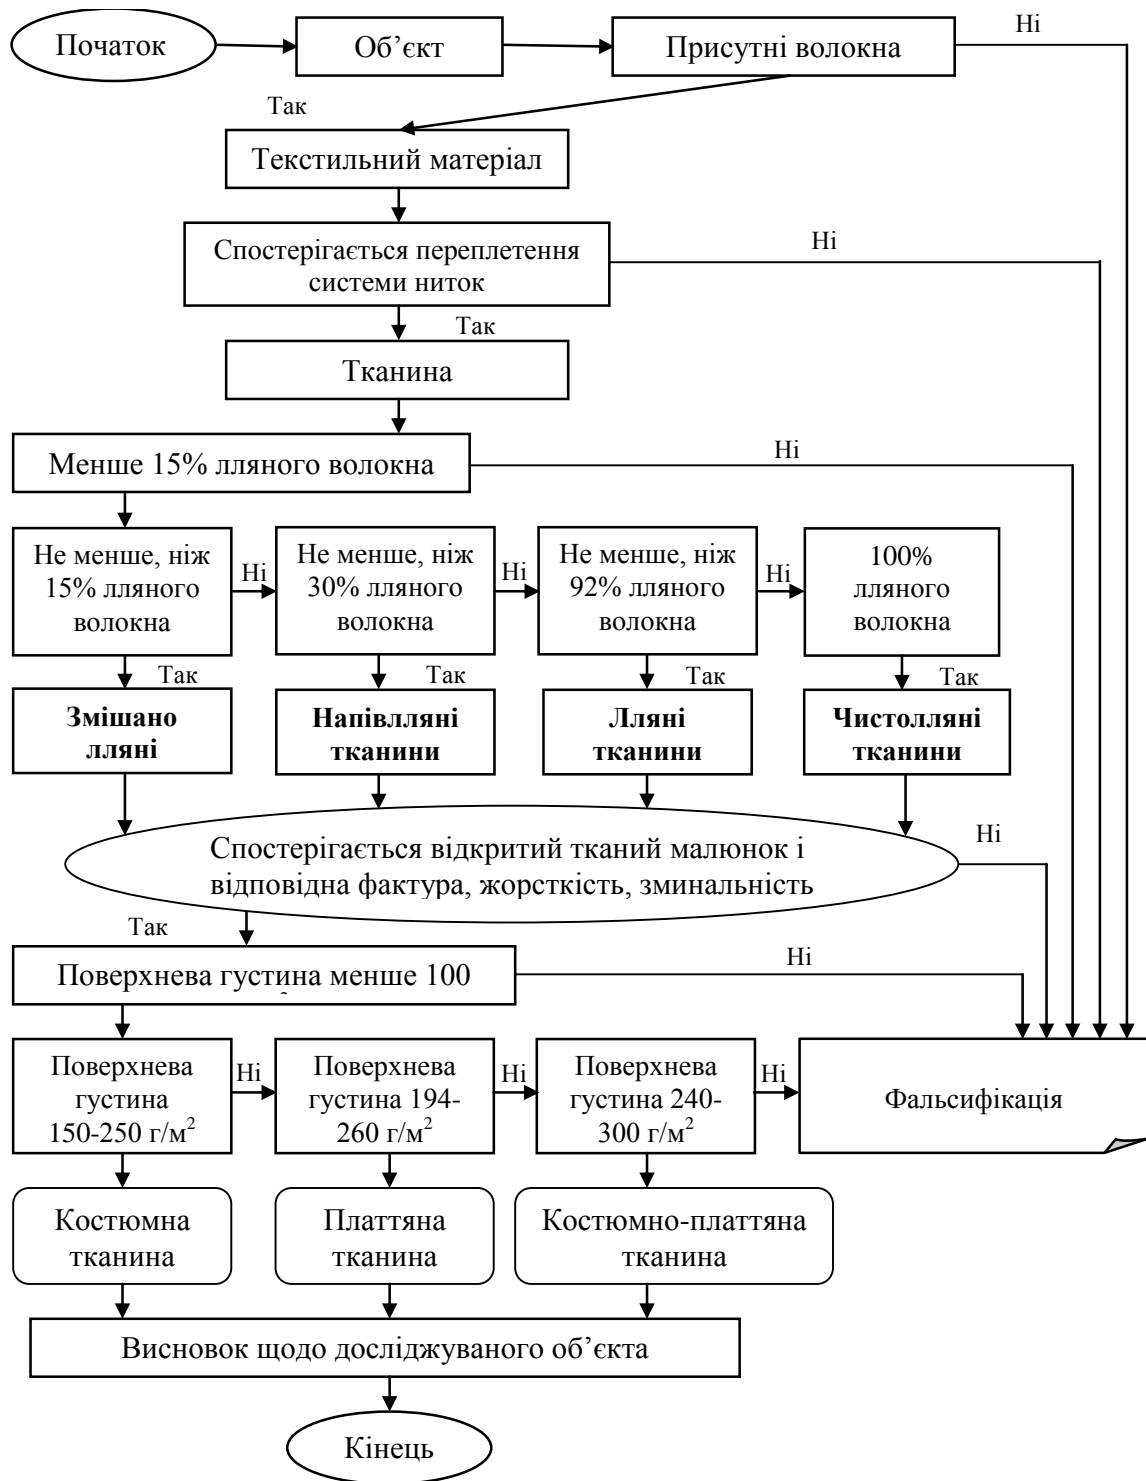 Початок
Об’єкт
Присутні волокна
Ні
Так
Текстильний матеріал
Спостерігається переплетення
системи ниток
Ні
Так
Тканина
Менше 15% лляного волокна
Ні
Не менше, ніж
15% лляного
волокна
Ні
Не менше, ніж
30% лляного
волокна
Ні
Не менше, ніж
92% лляного
волокна
Ні
100%
лляного
волокна
Так
Так
Так
Так
Змішано
лляні
Напівлляні
тканини
Лляні
тканини
Чистолляні
тканини
Спостерігається відкритий тканий малюнок і
відповідна фактура, жорсткість, зминальність
Ні
Так
Поверхнева густина менше 100
Ні
Поверхнева
густина
150-250 г/м²
Ні
Поверхнева
густина 194-
260 г/м²
Ні
Поверхнева
густина 240-
300 г/м²
Ні
Фальсифікація
Костюмна
тканина
Платтяна
тканина
Костюмно-платтяна
тканина
Висновок щодо досліджуваного об’єкта
Кінець